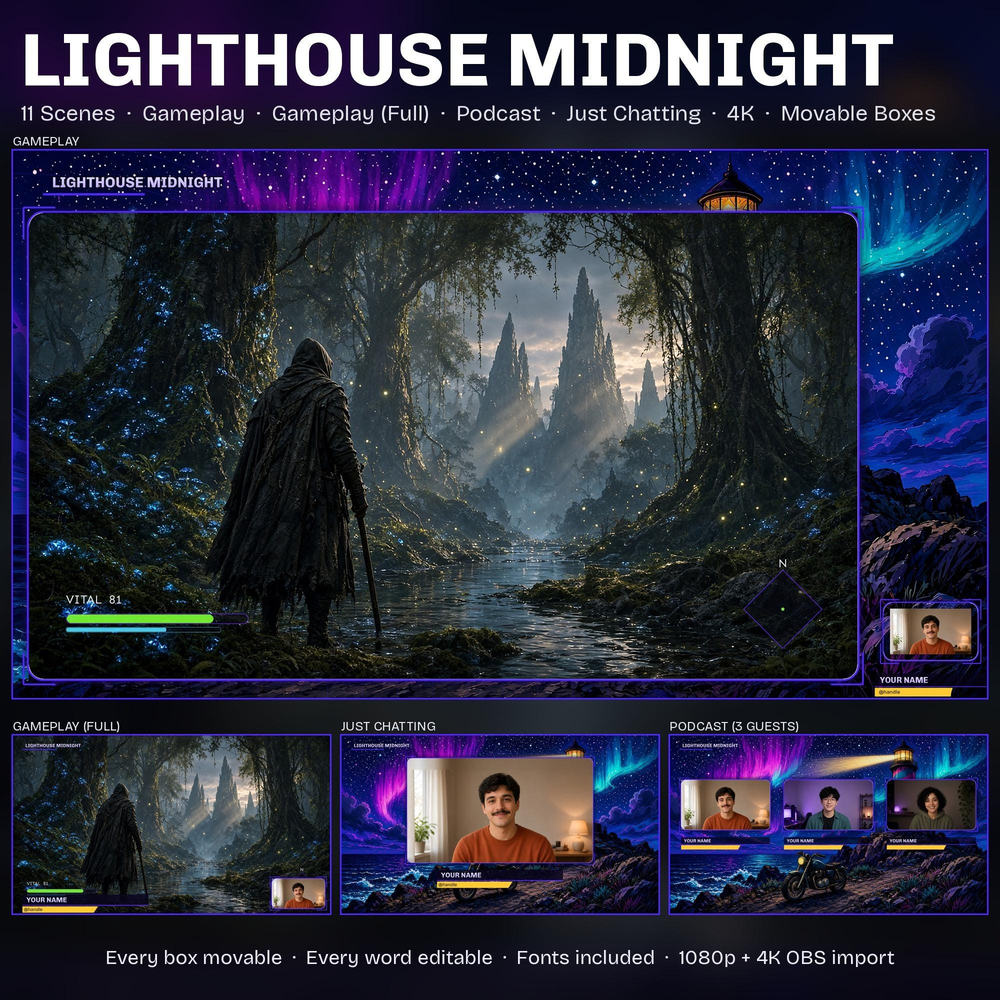 LIGHTHOUSE MIDNIGHT
11 Scenes · Gameplay · Gameplay (Full) · Podcast · Just Chatting · 4K · Movable Boxes
GAMEPLAY
LIGHTHOUSE MIDNIGHT
N
VITAL 81
YOUR NAME
@handle
GAMEPLAY (FULL)
JUST CHATTING
PODCAST (3 GUESTS)
LIGHTHOUSE MIDNIGHT
VITAL 81
YOUR NAME
@handle
LIGHTHOUSE MIDNIGHT
YOUR NAME
@handle
LIGHTHOUSE MIDNIGHT
YOUR NAME
YOUR NAME
YOUR NAME
Every box movable · Every word editable · Fonts included · 1080p + 4K OBS import